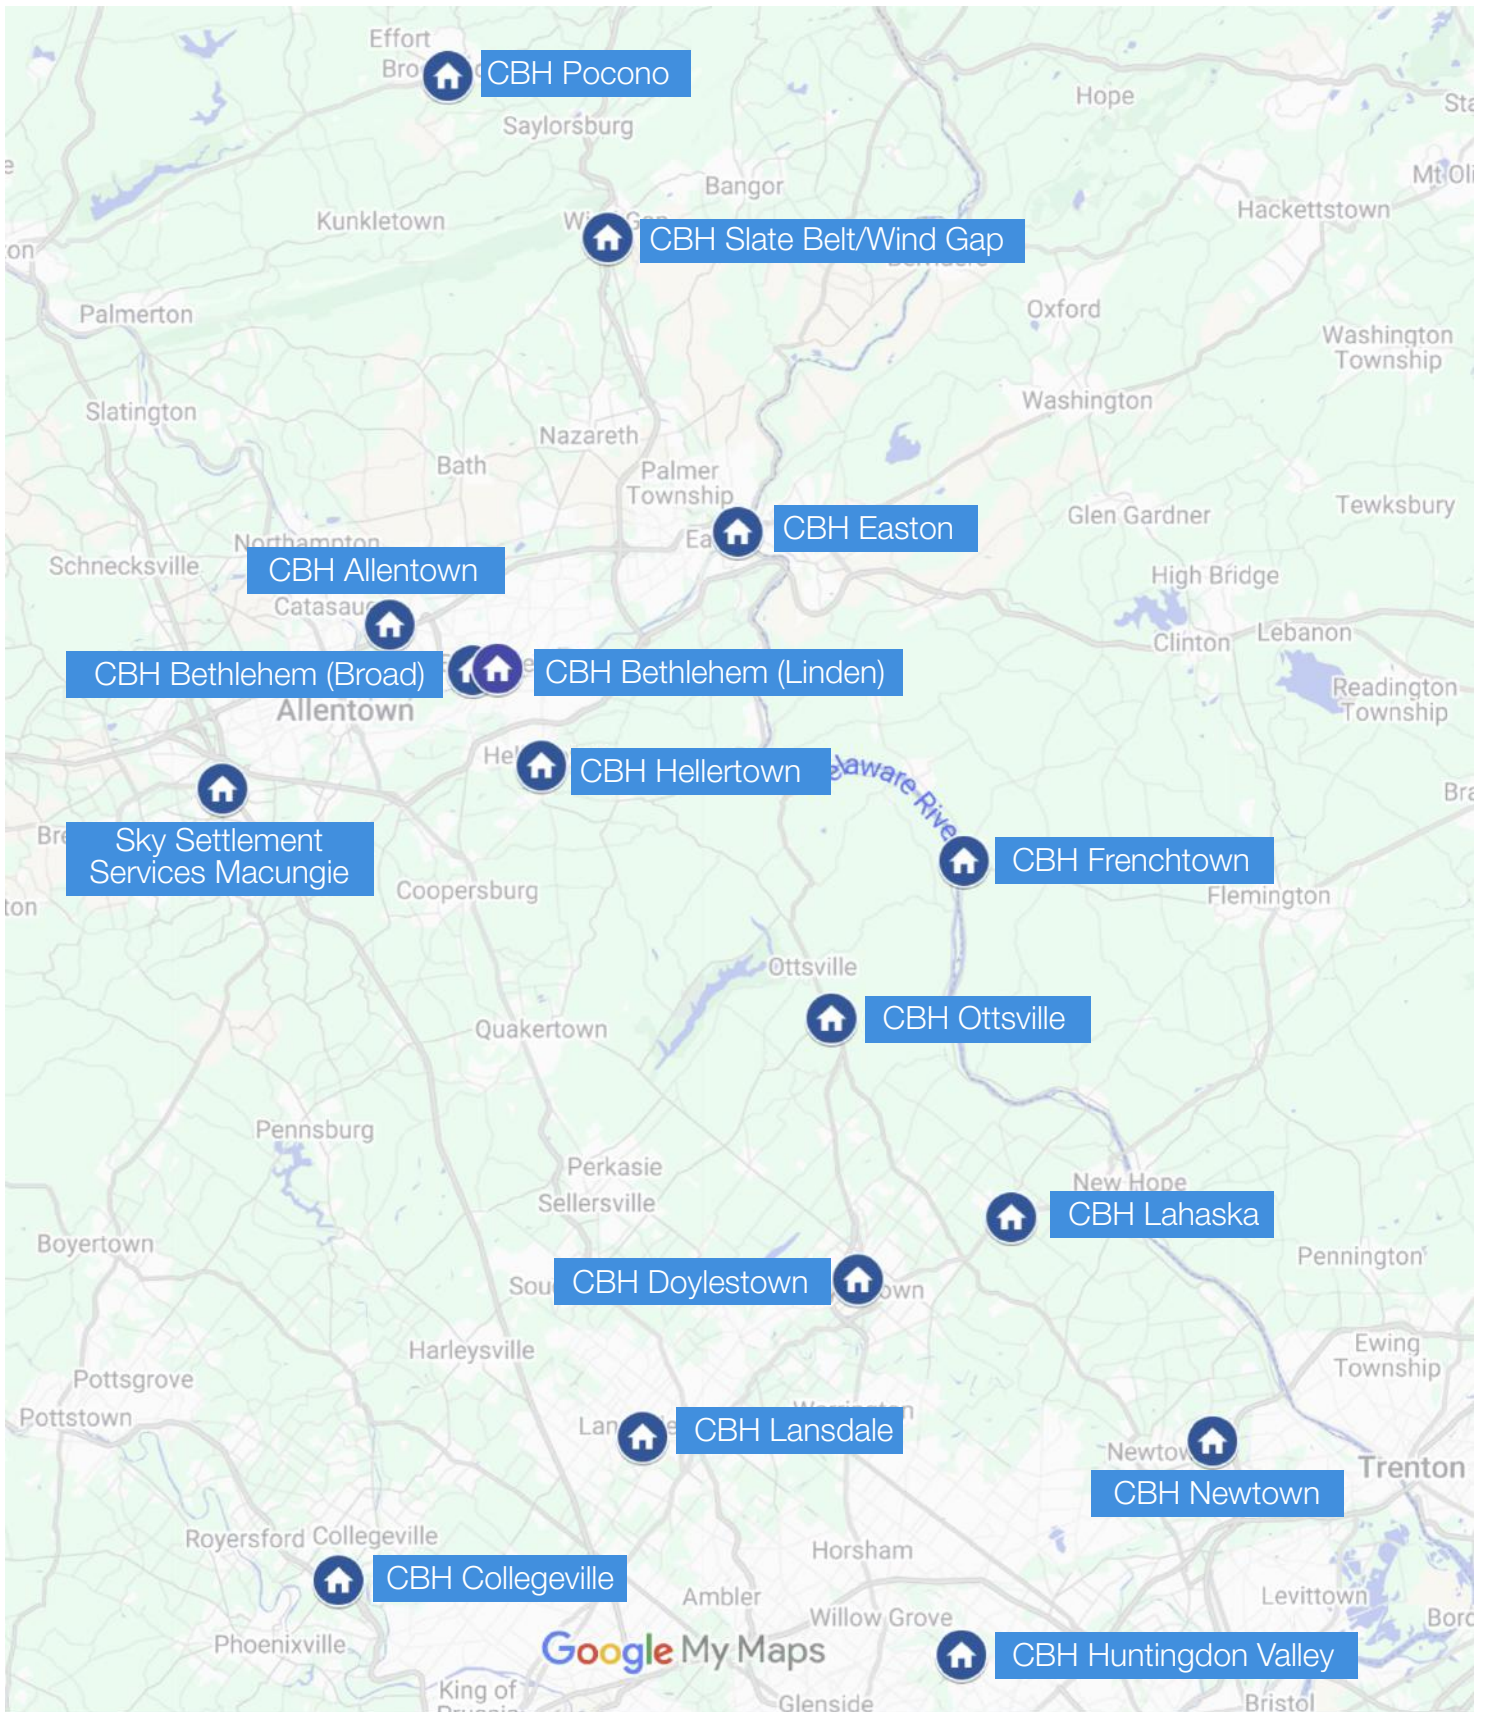 Effort
CBH Pocono
Hope
Saylorsburg
Bangor
Kunkletown
Hackettstown
CBH Slate Belt/Wind Gap
Palmerton
Oxford
Washington
Township
Slatington
Washington
Nazareth
Bath
Palmer
Township
Tewksbury
Glen Gardner
CBH Easton
Northampton
Schnecksville
CBH Allentown
High Bridge
Clinton
Lebanon
CBH Bethlehem (Broad)
CBH Bethlehem (Linden)
Readington
Township
Allentown
CBH Hellertown
Sky Settlement
Services Macungie
CBH Frenchtown
Coopersburg
Flemington
Ottsville
CBH Ottsville
Quakertown
Pennsburg
Perkasie
New Hope
Sellersville
CBH Lahaska
Boyertown
Pennington
CBH Doylestown
Harleysville
Ewing
Township
Pottsgrove
Pottstown
CBH Lansdale
Trenton
CBH Newtown
Royersford
Collegeville
Horsham
CBH Collegeville
Ambler
Levittown
Willow Grove
Phoenixville
Google My Maps
CBH Huntingdon Valley
King of
Glenside
Bristol